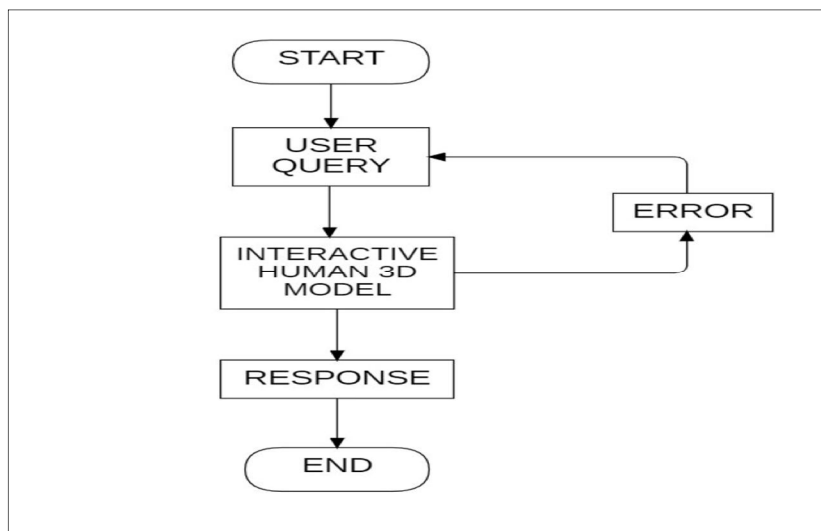 START
USER
QUERY
ERROR
INTERACTIVE
HUMAN 3D
MODEL
RESPONSE
END